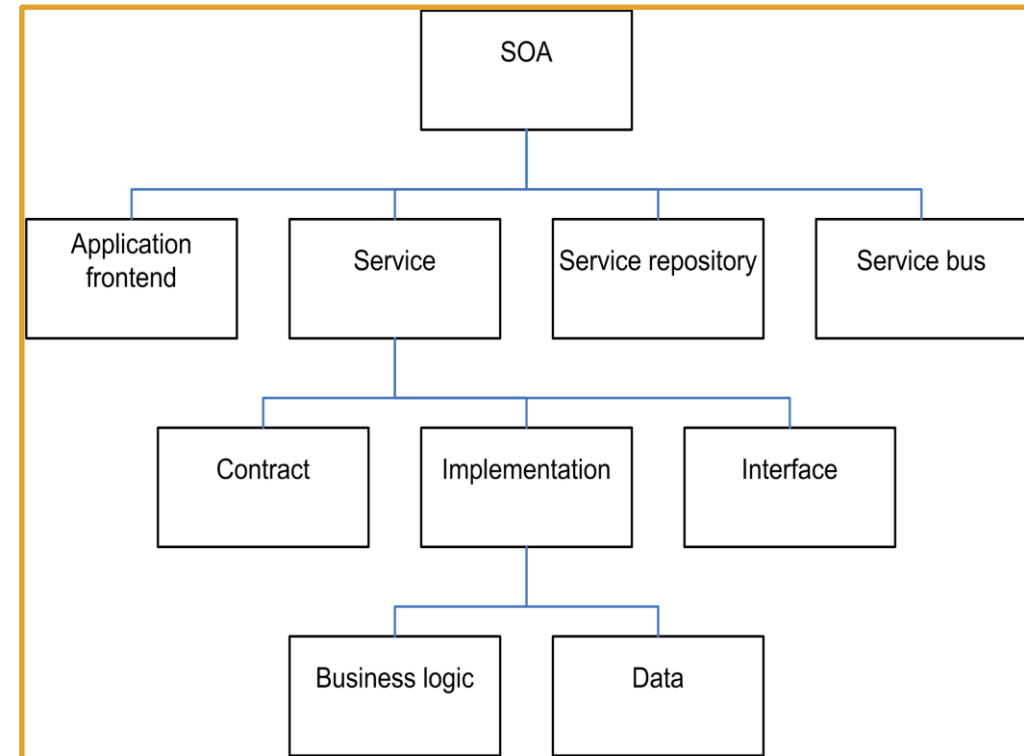 SOA
Application
frontend
Service
Service repository
Service bus
Contract
Implementation
Interface
Business logic
Data